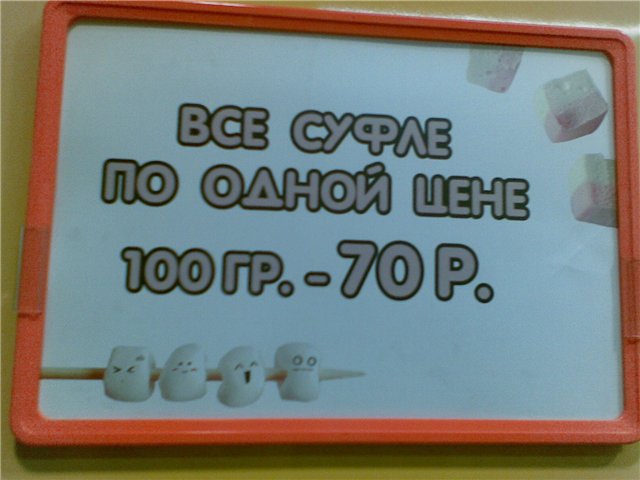 ВСЕ СУФЛЕ
ПО ОДНОЙ ЦЕНЕ
100 ГР. - 70 Р.